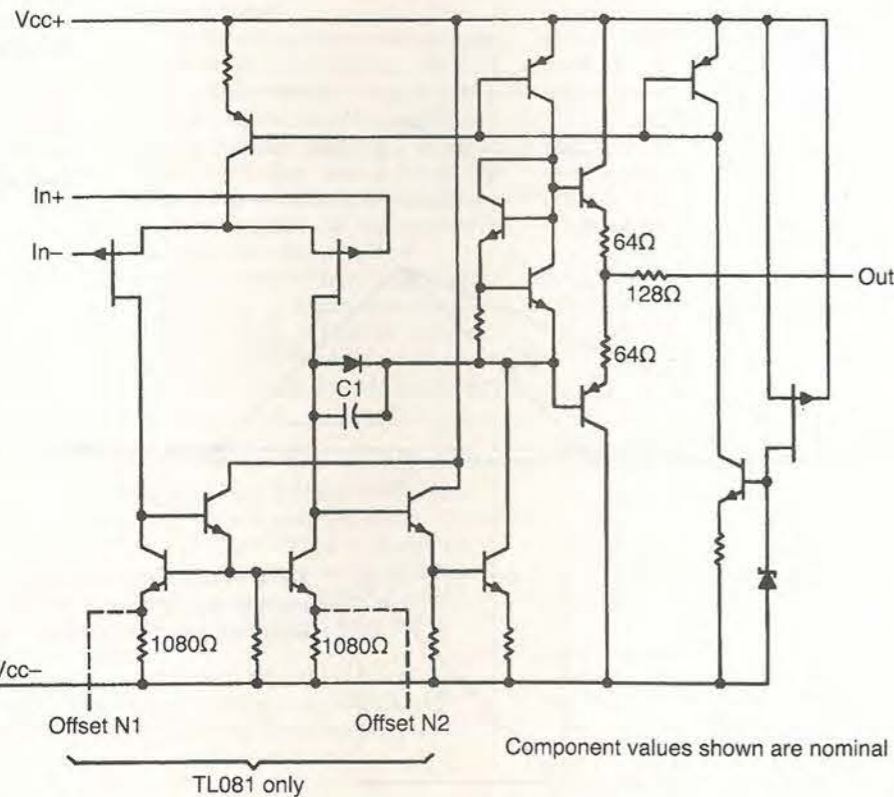 Vcc+
In+
In–
64Ω
128Ω
Out
64Ω
C1
1080Ω
1080Ω
Vcc–
Offset N1
Offset N2
TL081 only
Component values shown are nominal